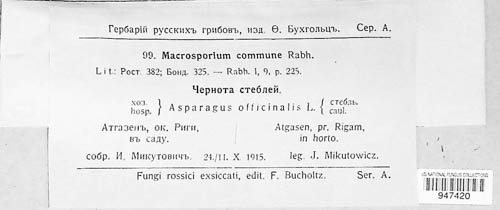 Гербарій русскихъ грибовъ, изд. Ѳ. Бухгольцъ. Сер. А.
99. Macrosporium commune Rabh.
Lit.: Рост. 382; Бонд. 325. — Rabh. I, 9, p. 225.
Чернота стеблей.
хоз. hosp. } Asparagus officinalis L. { стебль. caul.
Атгазенъ, ок. Риги, въ саду.
Atgasen, pr. Rigam, in horto.
собр. И. Микутовичъ. 24./11. X. 1915. leg. J. Mikutowicz.
Fungi rossici exsiccati, edit. F. Bucholtz. Ser. A.
US NATIONAL FUNGUS COLLECTIONS
947420